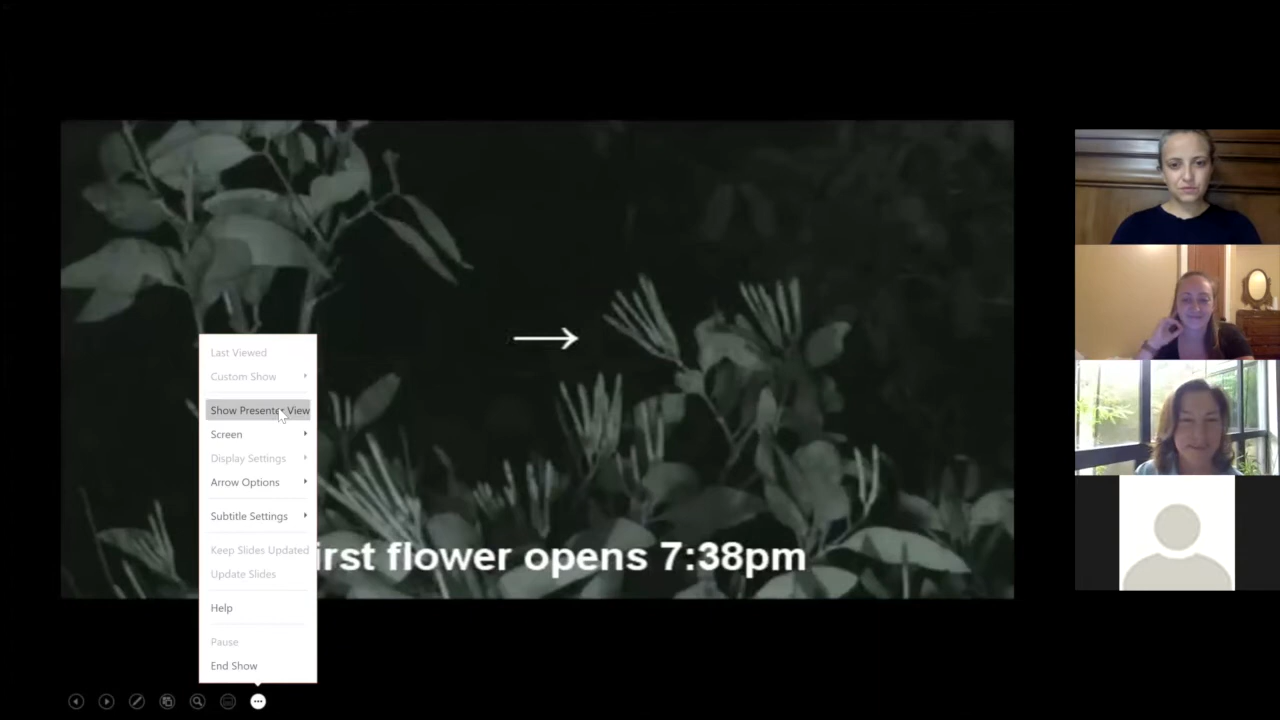 Last Viewed
Custom Show
Show Presenter View
Screen
Display Settings
Arrow Options
Subtitle Settings
Keep Slides Updated
Update Slides
Help
Pause
End Show
irst flower opens 7:38pm